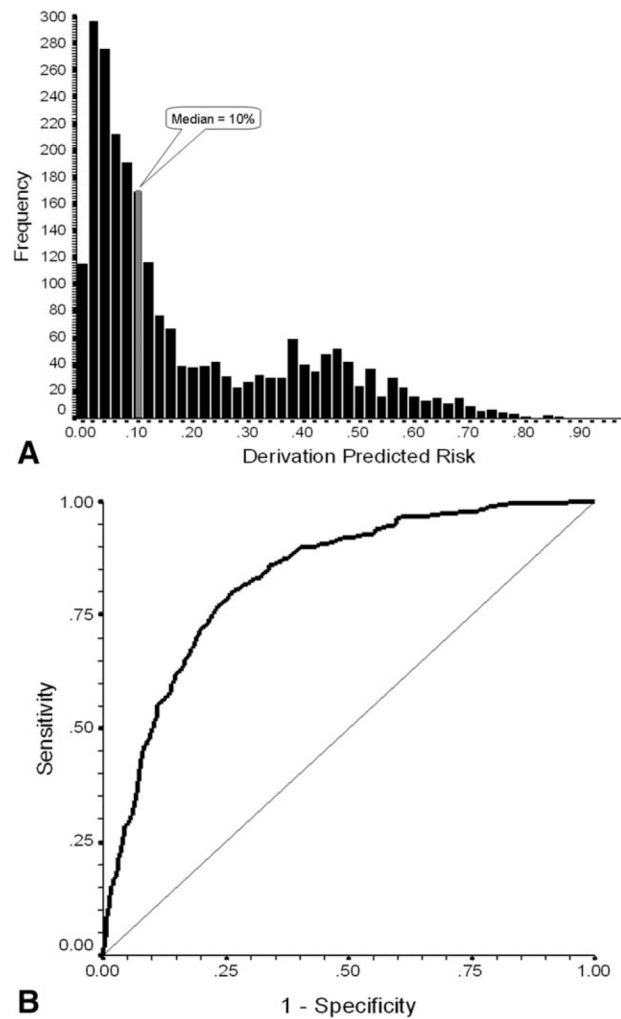 300
280
260
240
220
200
180
160
140
120
100
80
60
40
20
0
Frequency
Median = 10%
0.00 .10 .20 .30 .40 .50 .60 .70 .80 .90
Derivation Predicted Risk
A
1.00
.75
.50
.25
0.00
Sensitivity
0.00 .25 .50 .75 1.00
1 - Specificity
B